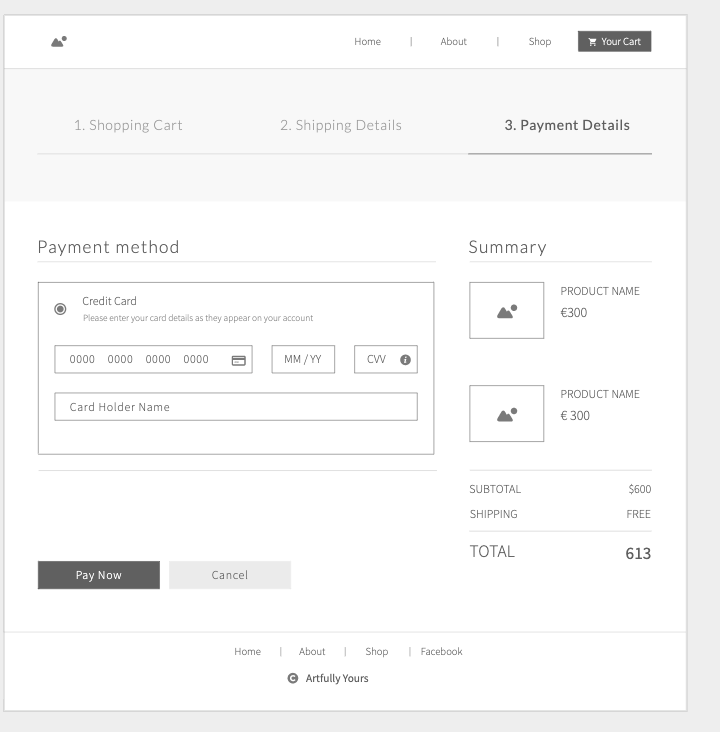 Home | About | Shop Your Cart
1. Shopping Cart 2. Shipping Details 3. Payment Details
Payment method
Credit Card
Please enter your card details as they appear on your account
0000 0000 0000 0000 MM / YY CVV
Card Holder Name
Pay Now Cancel
Summary
PRODUCT NAME
€300
PRODUCT NAME
€ 300
SUBTOTAL $600
SHIPPING FREE
TOTAL 613
Home | About | Shop | Facebook
© Artfully Yours